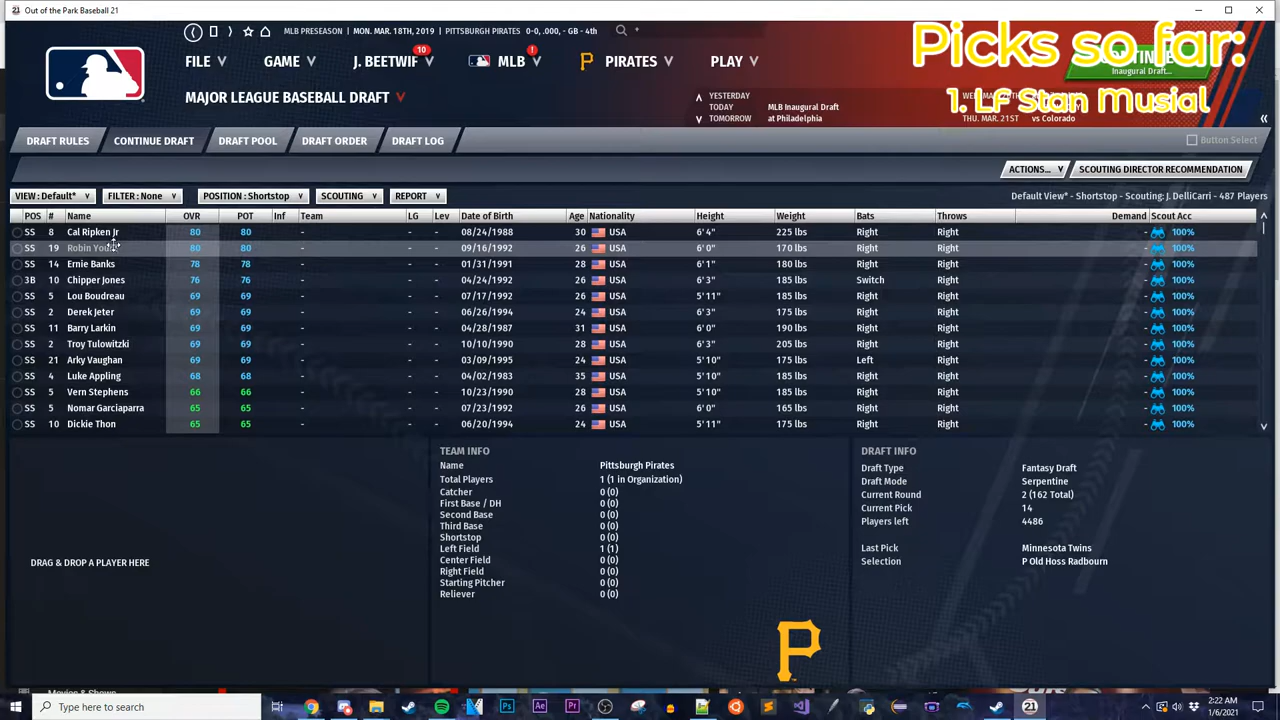 21 Out of the Park Baseball 21
MLB PRESEASON - MON. MAR. 18TH, 2019 | PITTSBURGH PIRATES 0-0, .000, - GB - 4th
FILE GAME J. BEETWIF 10 MLB ! PIRATES PLAY
Picks so far:
Inaugural Draft...
1. LF Stan Musial
MAJOR LEAGUE BASEBALL DRAFT
YESTERDAY
TODAY MLB Inaugural Draft
TOMORROW at Philadelphia
THU. MAR. 21ST vs Colorado
DRAFT RULES CONTINUE DRAFT DRAFT POOL DRAFT ORDER DRAFT LOG
Button Select
ACTIONS... SCOUTING DIRECTOR RECOMMENDATION
VIEW : Default* FILTER : None POSITION : Shortstop SCOUTING REPORT
Default View* - Shortstop - Scouting: J. DelliCarri - 487 Players
POS # Name OVR POT Inf Team LG Lev Date of Birth Age Nationality Height Weight Bats Throws Demand Scout Acc
SS 8 Cal Ripken Jr 80 80 - - - 08/24/1988 30 USA 6' 4" 225 lbs Right Right - 100%
SS 19 Robin 80 80 - - - 09/16/1992 26 USA 6' 0" 170 lbs Right Right - 100%
SS 14 Ernie Banks 78 78 - - - 01/31/1991 28 USA 6' 1" 180 lbs Right Right - 100%
3B 10 Chipper Jones 76 76 - - - 04/24/1992 26 USA 6'3" 185 lbs Switch Right - 100%
SS 5 Lou Boudreau 69 69 - - - 07/17/1992 26 USA 5' 11" 185 lbs Right Right - 100%
SS 2 Derek Jeter 69 69 - - - 06/26/1994 24 USA 6'3" 175 lbs Right Right - 100%
SS 11 Barry Larkin 69 69 - - - 04/28/1987 31 USA 6' 0" 190 lbs Right Right - 100%
SS 2 Troy Tulowitzki 69 69 - - - 10/10/1990 28 USA 6'3" 205 lbs Right Right - 100%
SS 21 Arky Vaughan 69 69 - - - 03/09/1995 24 USA 5' 10" 175 lbs Left Right - 100%
SS 4 Luke Appling 68 68 - - - 04/02/1983 35 USA 5' 10" 185 lbs Right Right - 100%
SS 5 Vern Stephens 66 66 - - - 10/23/1990 28 USA 5' 10" 185 lbs Right Right - 100%
SS 5 Nomar Garciaparra 65 65 - - - 07/23/1992 26 USA 6' 0" 165 lbs Right Right - 100%
SS 10 Dickie Thon 65 65 - - - 06/20/1994 24 USA 5' 11" 175 lbs Right Right - 100%
DRAG & DROP A PLAYER HERE
TEAM INFO
Name Pittsburgh Pirates
Total Players 1 (1 in Organization)
Catcher 0 (0)
First Base / DH 0 (0)
Second Base 0 (0)
Third Base 0 (0)
Shortstop 0 (0)
Left Field 1 (1)
Center Field 0 (0)
Right Field 0 (0)
Starting Pitcher 0 (0)
Reliever 0 (0)
P
DRAFT INFO
Draft Type Fantasy Draft
Draft Mode Serpentine
Current Round 2 (162 Total)
Current Pick 14
Players left 4486
Last Pick Minnesota Twins
Selection P Old Hoss Radbourn
Type here to search
Ps Ae Pr 21
2:22 AM
1/6/2021